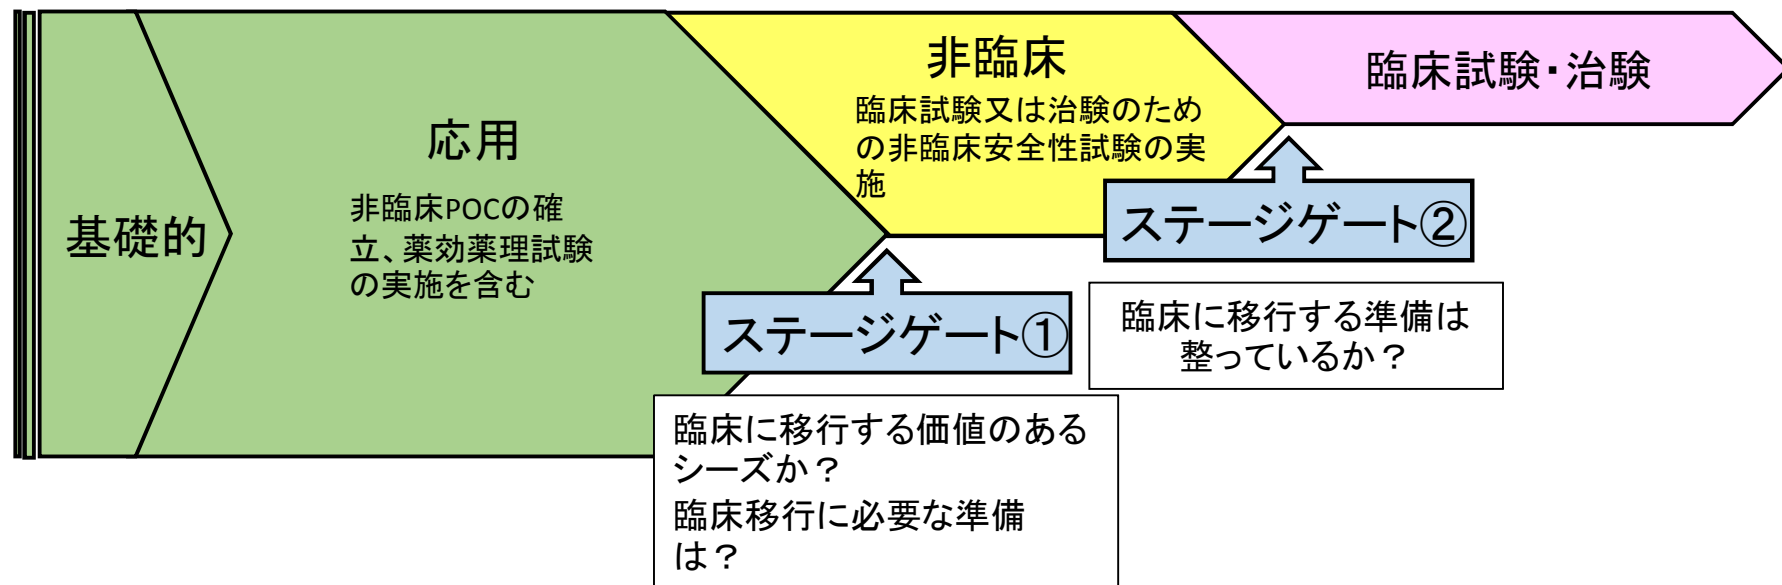 基礎的
応用
非臨床POCの確
立、薬効薬理試験
の実施を含む
非臨床
臨床試験又は治験のため
の非臨床安全性試験の実
施
臨床試験・治験
ステージゲート①
臨床に移行する価値のある
シーズか？
臨床移行に必要な準備
は？
ステージゲート②
臨床に移行する準備は
整っているか？